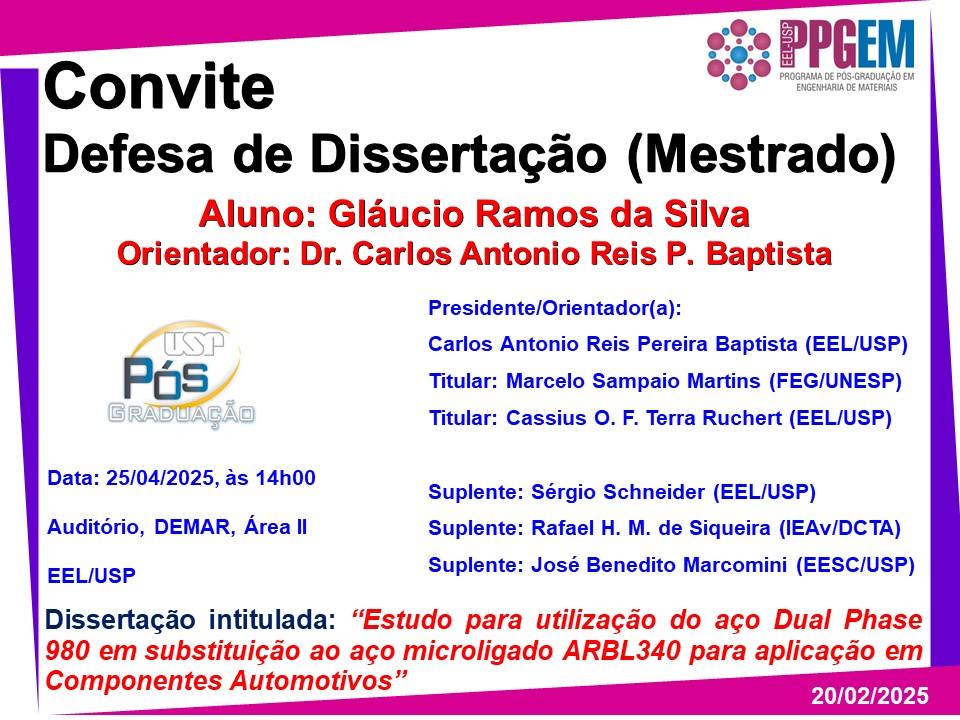 EEL-USP
PPGEM
PROGRAMA DE PÓS-GRADUAÇÃO EM
ENGENHARIA DE MATERIAIS
Convite
Defesa de Dissertação (Mestrado)
Aluno: Gláucio Ramos da Silva
Orientador: Dr. Carlos Antonio Reis P. Baptista
USP
Pós
GRADUAÇÃO
Data: 25/04/2025, às 14h00
Auditório, DEMAR, Área II
EEL/USP
Presidente/Orientador(a):
Carlos Antonio Reis Pereira Baptista (EEL/USP)
Titular: Marcelo Sampaio Martins (FEG/UNESP)
Titular: Cassius O. F. Terra Ruchert (EEL/USP)
Suplente: Sérgio Schneider (EEL/USP)
Suplente: Rafael H. M. de Siqueira (IEAv/DCTA)
Suplente: José Benedito Marcomini (EESC/USP)
Dissertação intitulada: “Estudo para utilização do aço Dual Phase
980 em substituição ao aço microligado ARBL340 para aplicação em
Componentes Automotivos”
20/02/2025